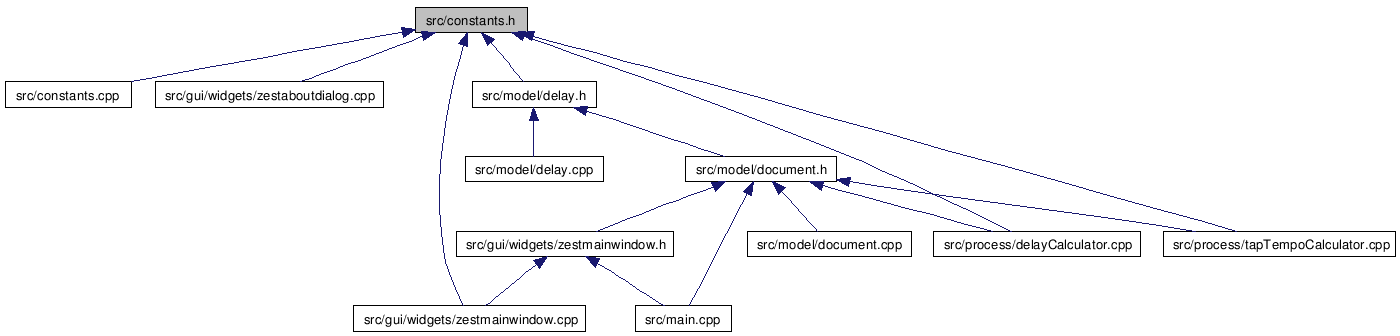 src/constants.h
src/constants.cpp
src/gui/widgets/zestaboutdialog.cpp
src/model/delay.h
src/model/delay.cpp
src/model/document.h
src/gui/widgets/zestmainwindow.h
src/model/document.cpp
src/process/delayCalculator.cpp
src/process/tapTempoCalculator.cpp
src/gui/widgets/zestmainwindow.cpp
src/main.cpp